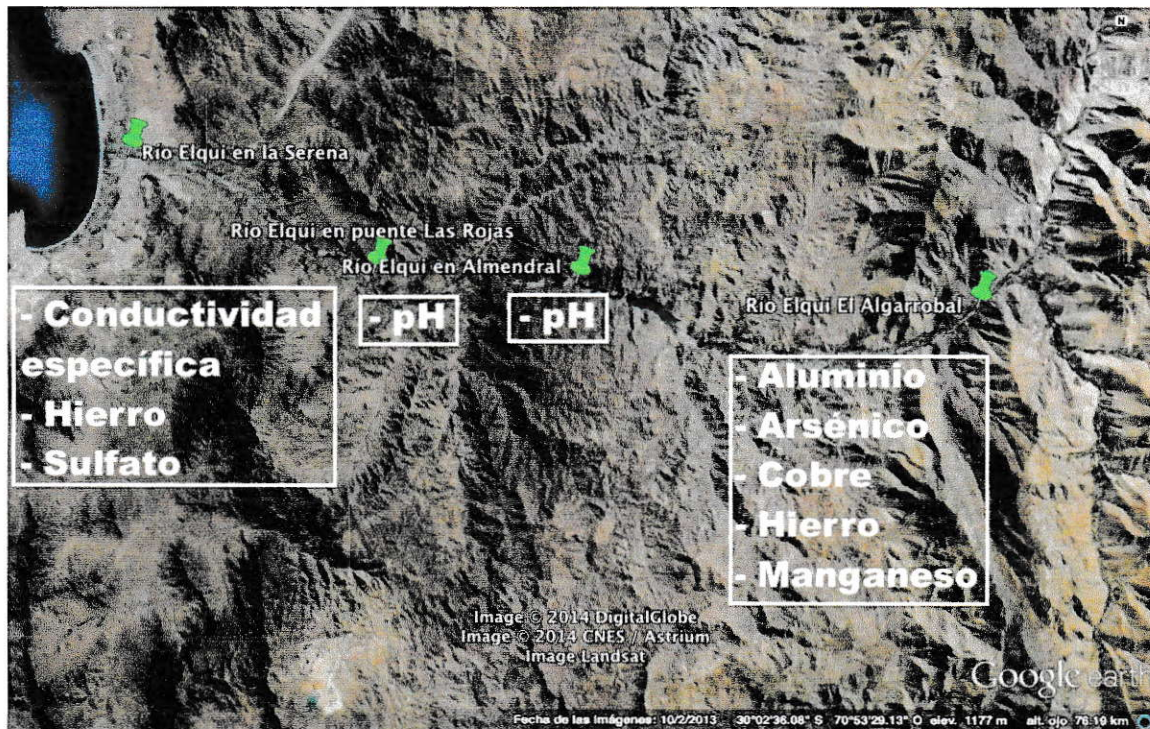 N
Río Elqui en la Serena
Río Elqui en puente Las Rojas
Río Elqui en Almendral
Río Elqui El Algarrobal
- Conductividad
específica
- Hierro
- Sulfato
- pH
- pH
- Aluminio
- Arsénico
- Cobre
- Hierro
- Manganeso
Image © 2014 DigitalGlobe
Image © 2014 CNES / Astrium
Image Landsat
Google earth
Fecha de las imágenes: 10/2/2013 30°02'36.08" S 70°53'29.13" O elev. 1177 m alt. ojo 76.19 km